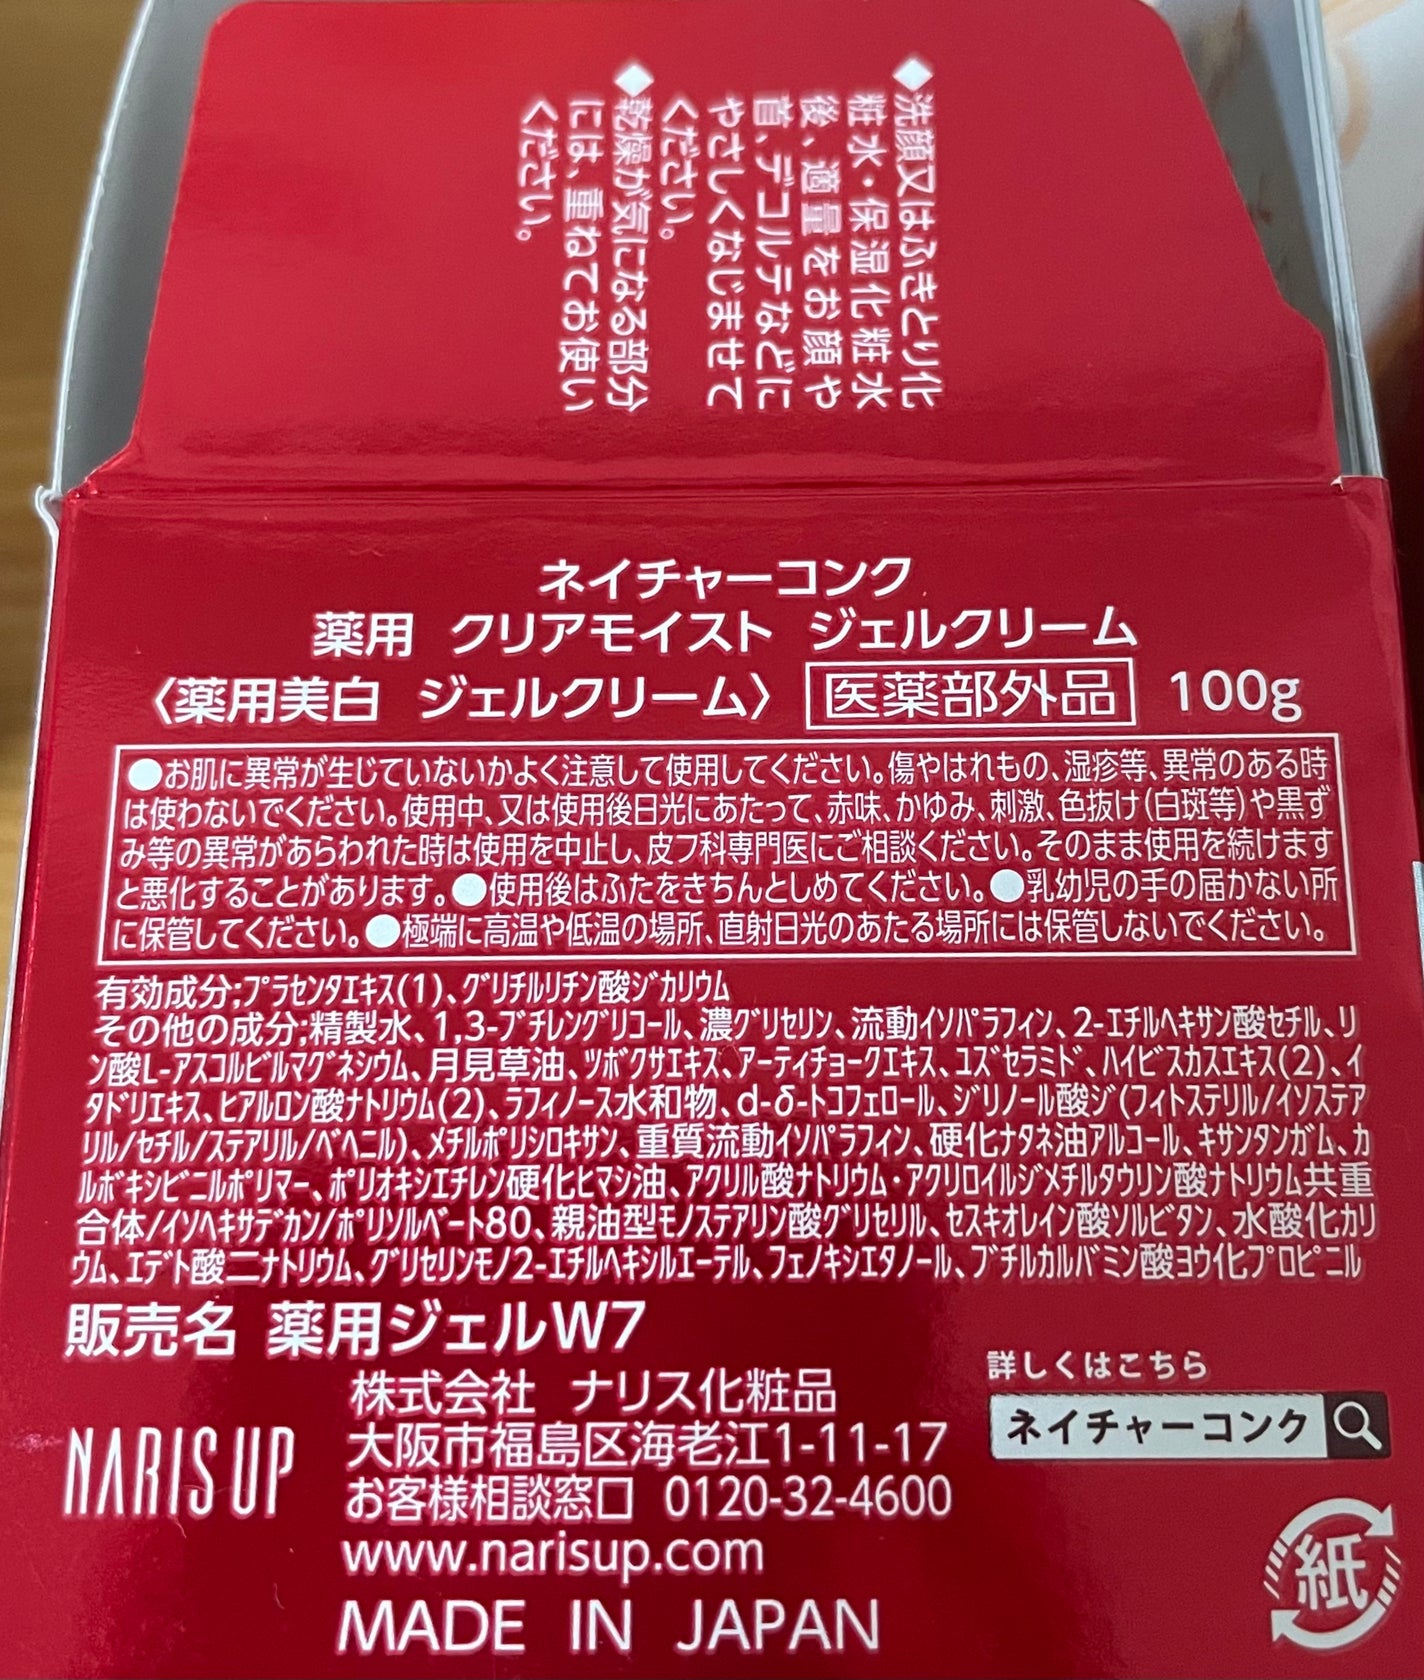 ◆洗顔又はふきとり化
粧水・保湿化粧水
後、適量をお顔や
首、デコルテなどに
やさしくなじませて
ください。
◆乾燥が気になる部分
には、重ねてお使い
ください。
ネイチャーコンク
薬用 クリアモイスト ジェルクリーム
〈薬用美白 ジェルクリーム〉 医薬部外品 100g
●お肌に異常が生じていないかよく注意して使用してください。傷やはれもの、湿疹等、異常のある時
は使わないでください。使用中、又は使用後日光にあたって、赤味、かゆみ、刺激、色抜け(白斑等)や黒ず
み等の異常があらわれた時は使用を中止し、皮フ科専門医にご相談ください。そのまま使用を続けます
と悪化することがあります。●使用後はふたをきちんとしめてください。●乳幼児の手の届かない所
に保管してください。●極端に高温や低温の場所、直射日光のあたる場所には保管しないでください。
有効成分;プラセンタエキス(1)、グリチルリチン酸ジカリウム
その他の成分;精製水、1,3-ブチレングリコール、濃グリセリン、流動イソパラフィン、2-エチルヘキサン酸セチル、リ
ン酸L-アスコルビルマグネシウム、月見草油、ツボクサエキス、アーティチョークエキス、ユズセラミド、ハイビスカスエキス(2)、イ
タドリエキス、ヒアルロン酸ナトリウム(2)、ラフィノース水和物、d-δ-トコフェロール、ジリノール酸ジ(フィトステリル/イソステア
リル/セチル/ステアリル/ベヘニル)、メチルポリシロキサン、重質流動イソパラフィン、硬化ナタネ油アルコール、キサンタンガム、カ
ルボキシビニルポリマー、ポリオキシエチレン硬化ヒマシ油、アクリル酸ナトリウム・アクリロイルジメチルタウリン酸ナトリウム共重
合体/イソヘキサデカン/ポリソルベート80、親油型モノステアリン酸グリセリル、セスキオレイン酸ソルビタン、水酸化カリ
ウム、エデト酸二ナトリウム、グリセリンモノ2-エチルヘキシルエーテル、フェノキシエタノール、ブチルカルバミン酸ヨウ化プロピニル
販売名 薬用ジェルW7
株式会社 ナリス化粧品
大阪市福島区海老江1-11-17
お客様相談窓口 0120-32-4600
www.narisup.com
MADE IN JAPAN
NARIS UP
詳しくはこちら
ネイチャーコンク
紙